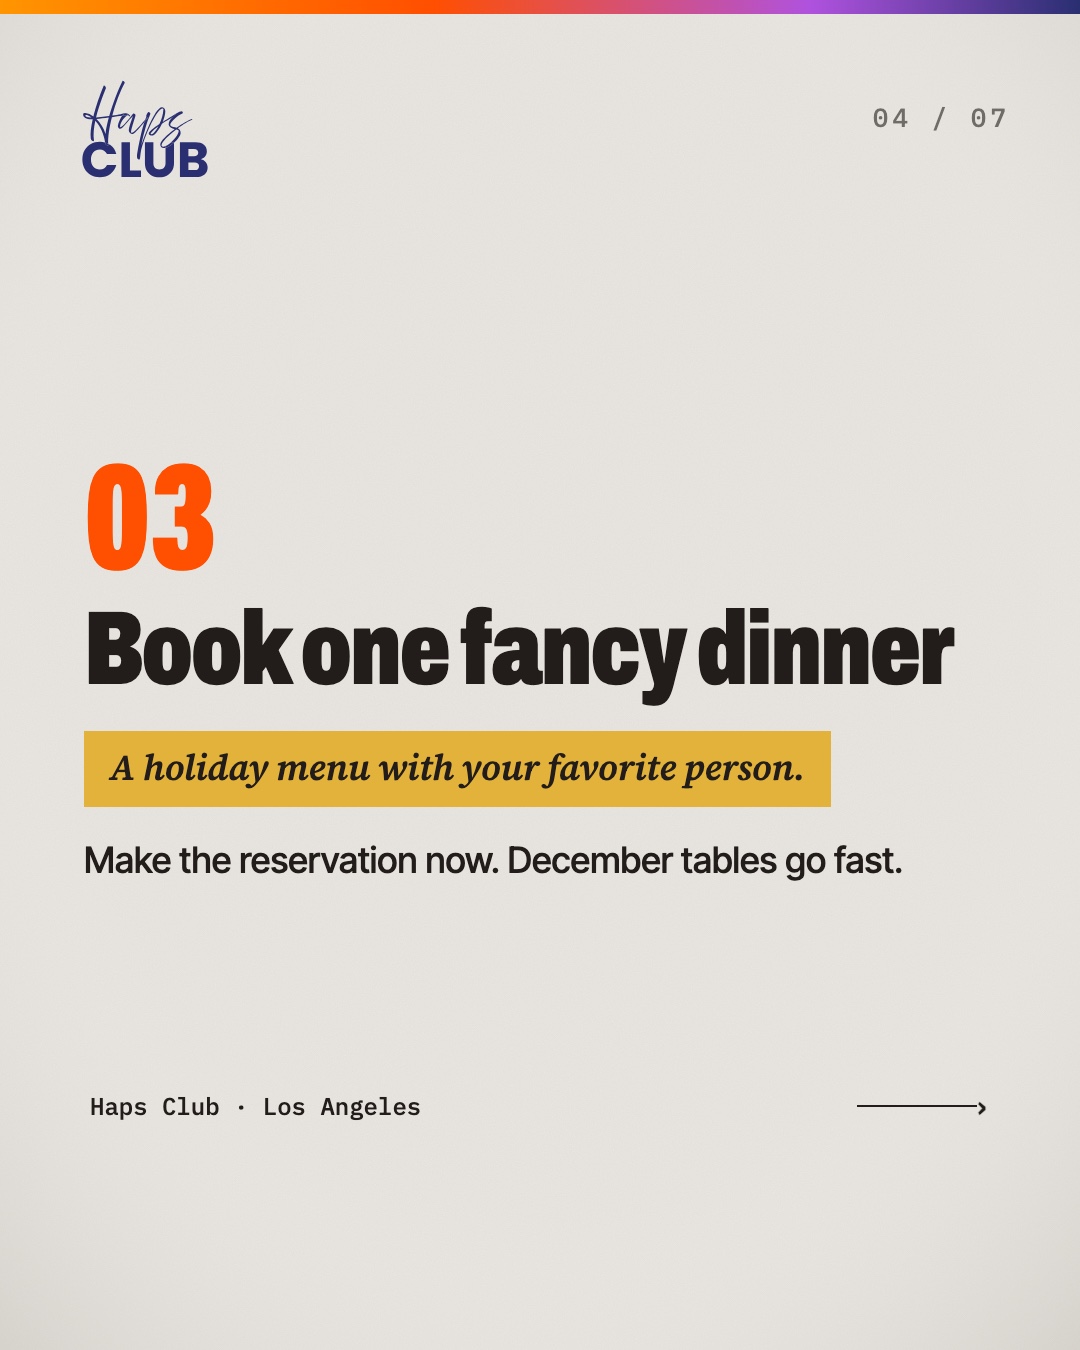 Haps
CLUB
04 / 07
03
Book one fancy dinner
A holiday menu with your favorite person.
Make the reservation now. December tables go fast.
Haps Club · Los Angeles